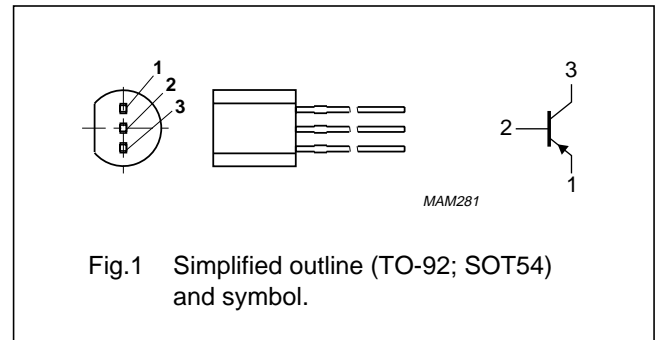 1
2
3
3
2
1
MAM281
Fig.1 Simplified outline (TO-92; SOT54)
and symbol.